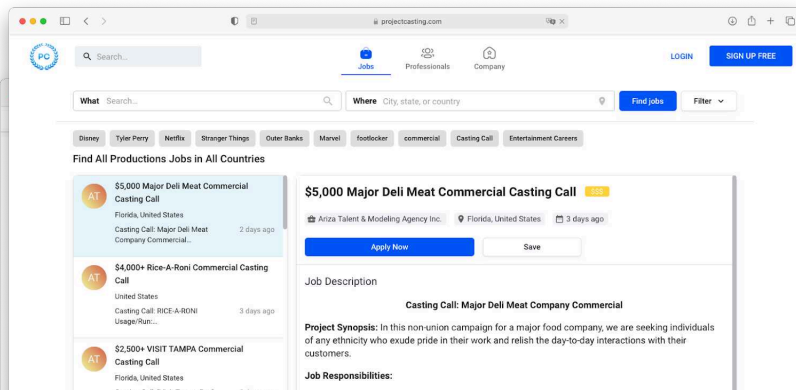 projectcasting.com
PC
Search...
Jobs
Professionals
Company
LOGIN
SIGN UP FREE
What Search...
Where City, state, or country
Find jobs
Filter
Disney Tyler Perry Netflix Stranger Things Outer Banks Marvel footlocker commercial Casting Call Entertainment Careers
Find All Productions Jobs in All Countries
AT
$5,000 Major Deli Meat Commercial
Casting Call
Florida, United States
Casting Call: Major Deli Meat 2 days ago
Company Commercial...
AT
$4,000+ Rice-A-Roni Commercial Casting
Call
United States
Casting Call: RICE-A-RONI 3 days ago
Usage/Run:...
AT
$2,500+ VISIT TAMPA Commercial
Casting Call
Florida, United States
$5,000 Major Deli Meat Commercial Casting Call $$$
Ariza Talent & Modeling Agency Inc. Florida, United States 3 days ago
Apply Now
Save
Job Description
Casting Call: Major Deli Meat Company Commercial
Project Synopsis: In this non-union campaign for a major food company, we are seeking individuals
of any ethnicity who exude pride in their work and relish the day-to-day interactions with their
customers.
Job Responsibilities: